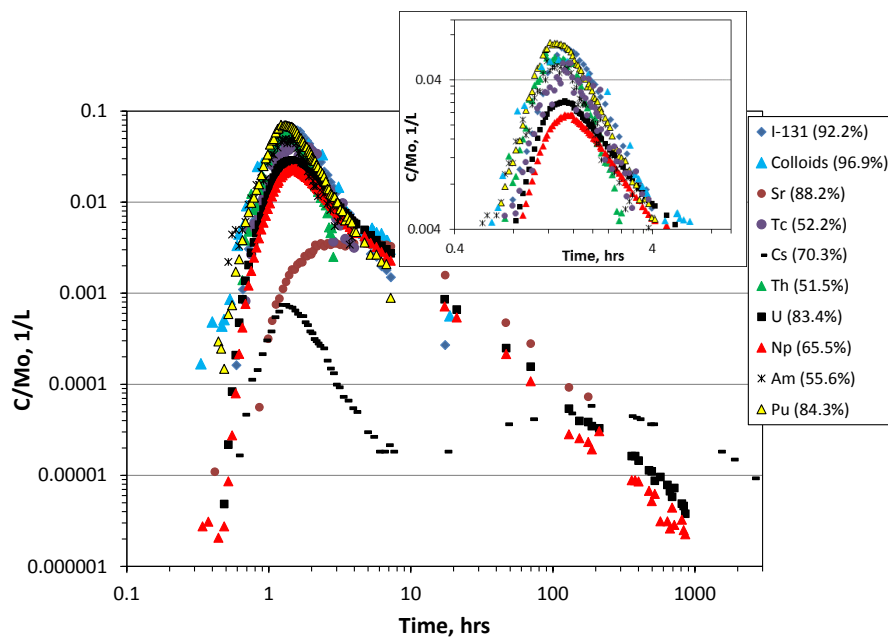 0.04
0.004
0.4
4
C/Mo, 1/L
Time, hrs
0.1
0.01
0.001
0.0001
0.00001
0.000001
0.1
1
10
100
1000
C/Mo, 1/L
Time, hrs
I-131 (92.2%)
Colloids (96.9%)
Sr (88.2%)
Tc (52.2%)
Cs (70.3%)
Th (51.5%)
U (83.4%)
Np (65.5%)
Am (55.6%)
Pu (84.3%)